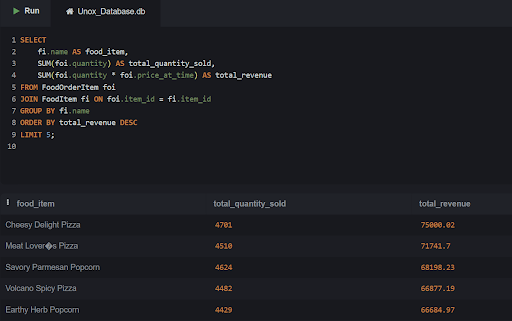 Run Unox_Database.db
1 SELECT
2 fi.name AS food_item,
3 SUM(foi.quantity) AS total_quantity_sold,
4 SUM(foi.quantity * foi.price_at_time) AS total_revenue
5 FROM FoodOrderItem foi
6 JOIN FoodItem fi ON foi.item_id = fi.item_id
7 GROUP BY fi.name
8 ORDER BY total_revenue DESC
9 LIMIT 5;
10
food_item total_quantity_sold total_revenue
Cheesy Delight Pizza 4701 75000.02
Meat Lover�s Pizza 4510 71741.7
Savory Parmesan Popcorn 4624 68198.23
Volcano Spicy Pizza 4482 66877.19
Earthy Herb Popcorn 4429 66684.97